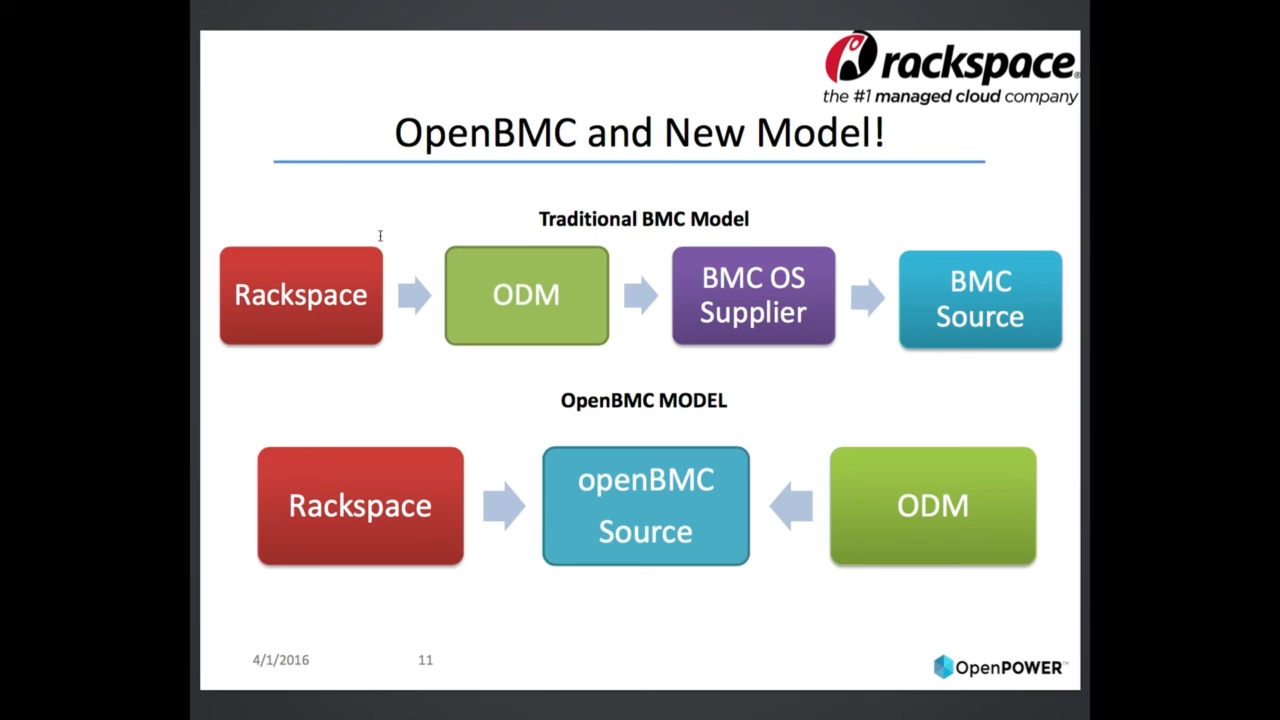 rackspace®
the #1 managed cloud company
OpenBMC and New Model!
Traditional BMC Model
Rackspace
ODM
BMC OS
Supplier
BMC
Source
OpenBMC MODEL
Rackspace
openBMC
Source
ODM
4/1/2016
11
OpenPOWER™